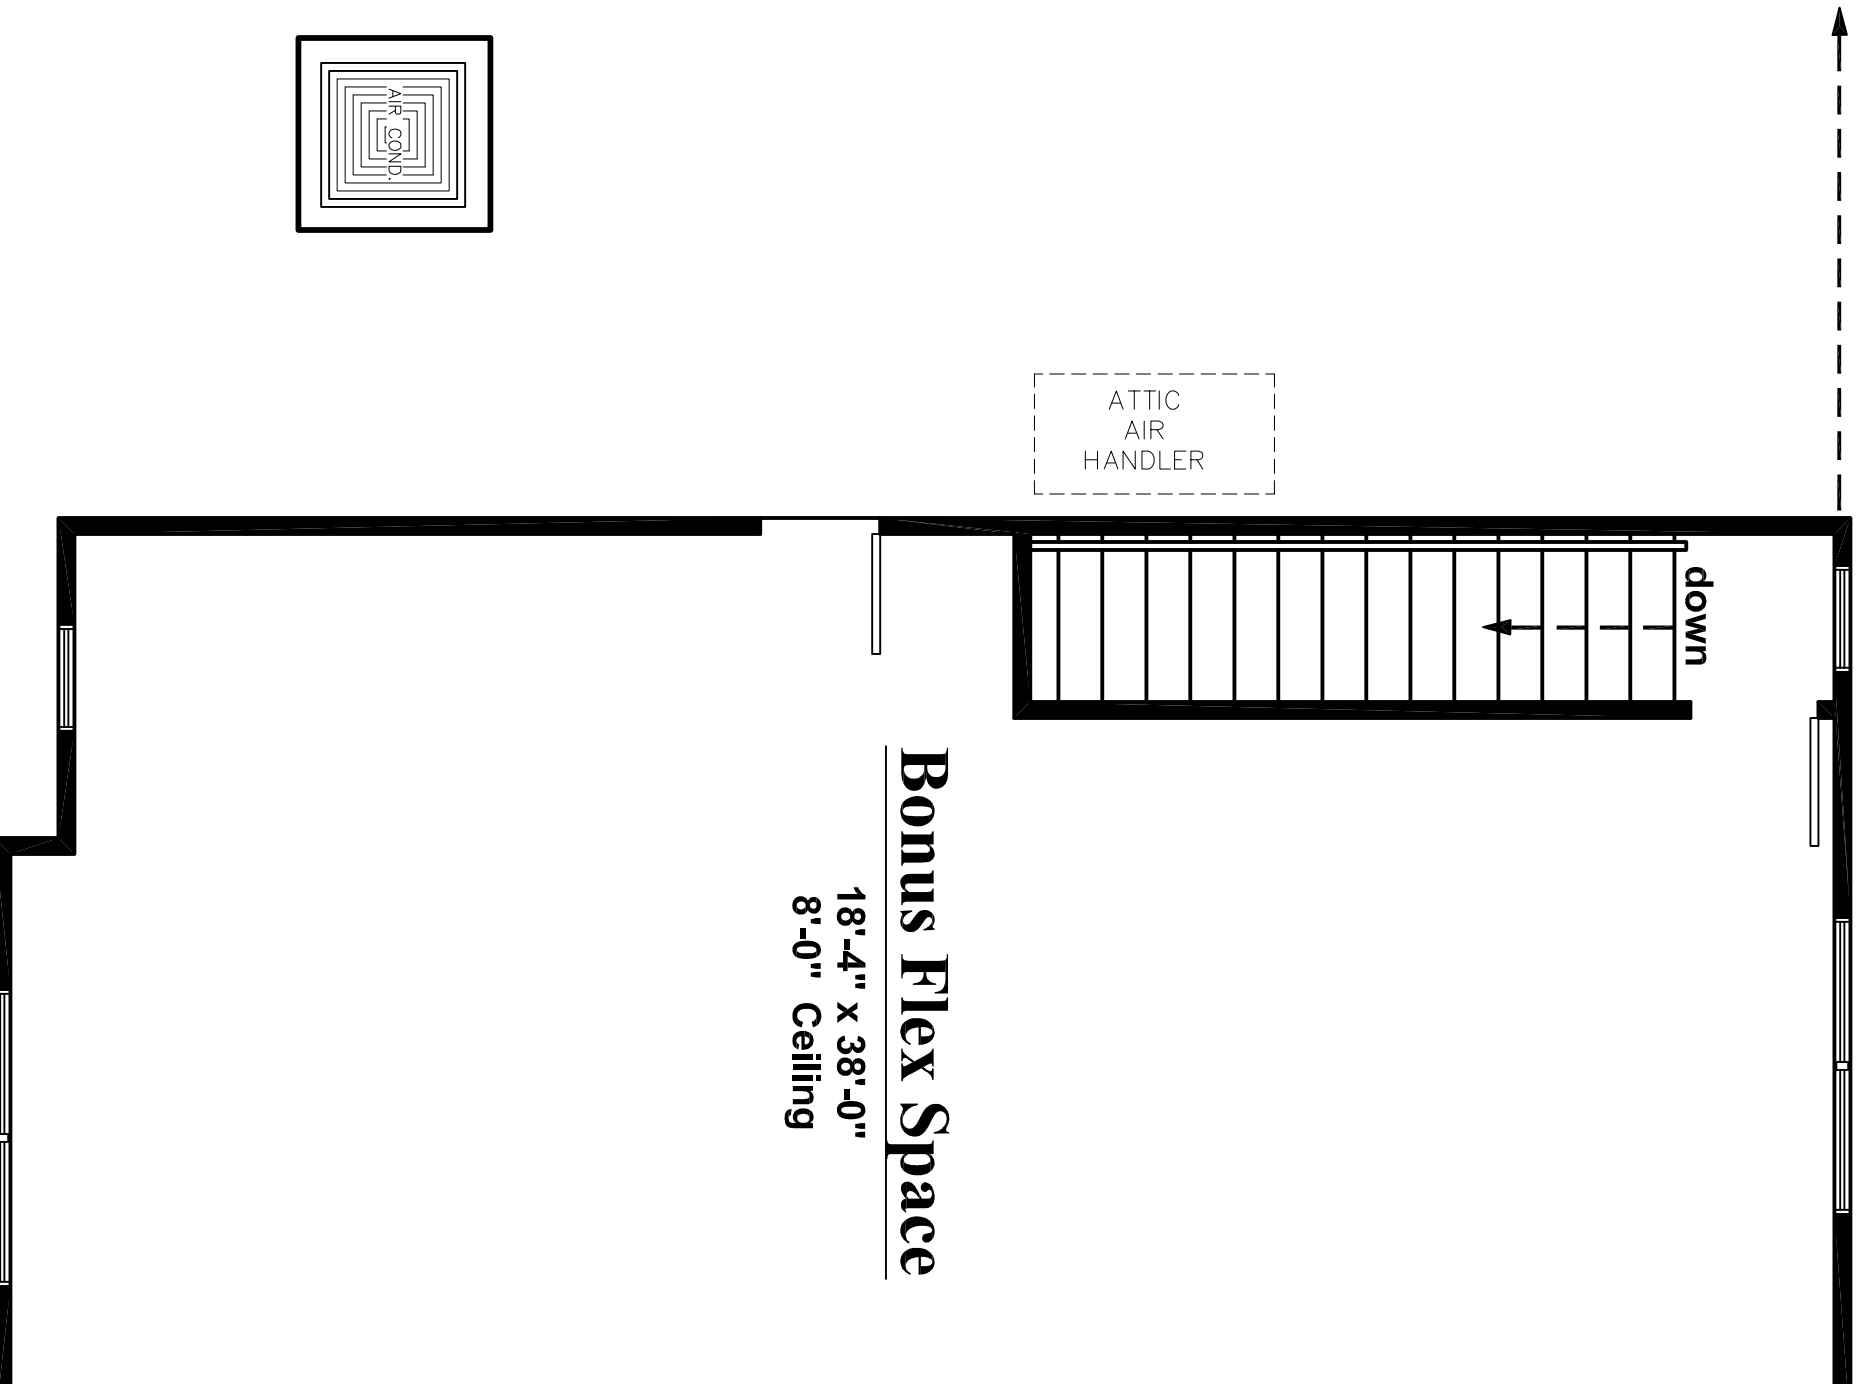 AIR COND.
ATTIC
AIR
HANDLER
down
Bonus Flex Space
18'-4" x 38'-0"
8'-0" Ceiling